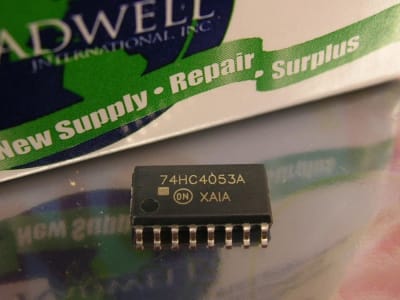 ADWELL
INTERNATIONAL, INC
New Supply • Repair • Surplus
74HC4053A
ON XAIA